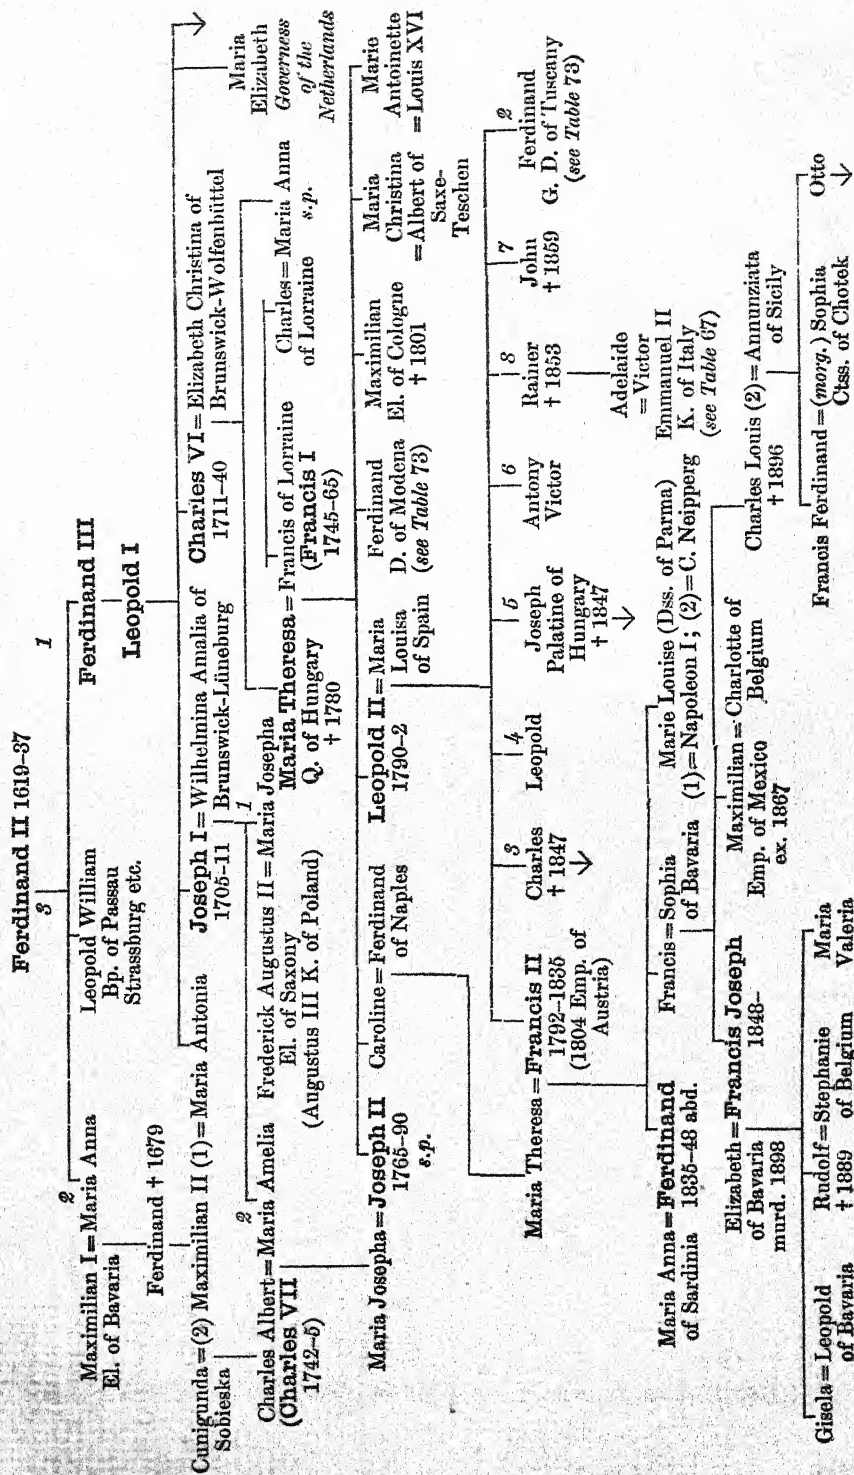 Ferdinand II 1619-37
3
1
2
Maximilian I=Maria Anna
El. of Bavaria
Leopold William
Bp. of Passau
Strassburg etc.
Ferdinand III
Ferdinand † 1679
Leopold I
Cunigunda=(2) Maximilian II (1)=Maria Antonia
Sobieska
Joseph I=Wilhelmina Amalia of
1705-11 Brunswick-Lüneburg
Charles VI=Elizabeth Christina of
1711-40 Brunswick-Wolfenbüttel
Maria
Elizabeth
Governess
of the
Netherlands
2
1
Charles Albert=Maria Amelia
(Charles VII
1742-5)
Frederick Augustus II=Maria Josepha
El. of Saxony
(Augustus III K. of Poland)
Maria Theresa=Francis of Lorraine
Q. of Hungary (Francis I
† 1780 1745-65)
Charles=Maria Anna
of Lorraine s.p.
Maria Josepha=Joseph II
1765-90
s.p.
Caroline=Ferdinand
of Naples
Leopold II=Maria
1790-2 Louisa
of Spain
Ferdinand
D. of Modena
(see Table 73)
Maximilian
El. of Cologne
† 1801
Maria
Christina
=Albert of
Saxe-
Teschen
Marie
Antoinette
=Louis XVI
Maria Theresa=Francis II
1792-1835
(1804 Emp. of
Austria)
3
Charles
† 1847
4
Leopold
5
Joseph
Palatine of
Hungary
† 1847
6
Antony
Victor
8
Rainer
† 1853
7
John
† 1859
2
Ferdinand
G. D. of Tuscany
(see Table 73)
Adelaide
=Victor
Emmanuel II
K. of Italy
(see Table 67)
Maria Anna=Ferdinand
of Sardinia 1835-48 abd.
Francis=Sophia
of Bavaria
Marie Louise (Dss. of Parma)
(1)=Napoleon I; (2)=C. Neipperg
Elizabeth=Francis Joseph
of Bavaria 1848-
murd. 1898
Maximilian=Charlotte of
Emp. of Mexico Belgium
ex. 1867
Charles Louis (2)=Annunziata
† 1896 of Sicily
Gisela=Leopold
of Bavaria
Rudolf=Stephanie
† 1889 of Belgium
Maria
Valeria
Francis Ferdinand=(morg.) Sophia
Ctss. of Chotek
Otto